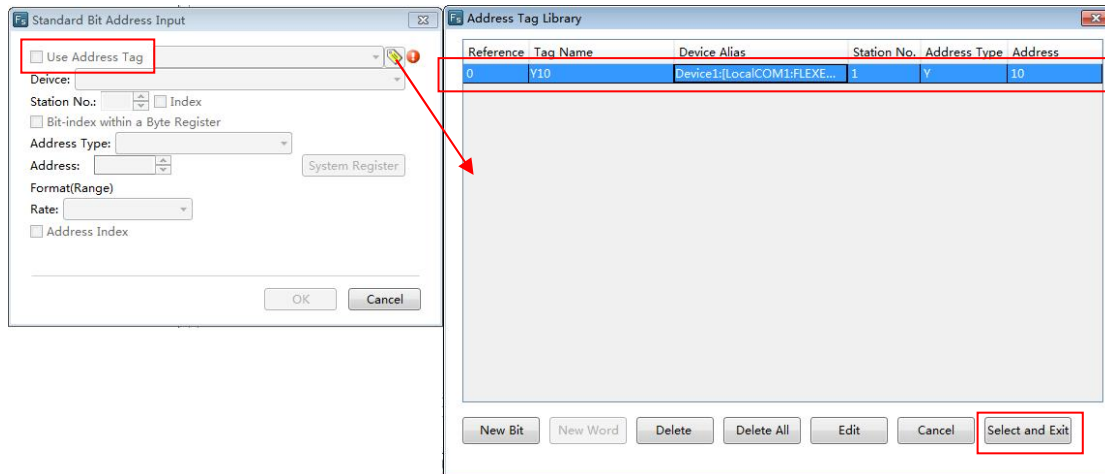 Fs Standard Bit Address Input
Use Address Tag
Deivce:
Station No.: Index
Bit-index within a Byte Register
Address Type:
Address: System Register
Format(Range)
Rate:
Address Index
OK Cancel
Fs Address Tag Library
Reference Tag Name Device Alias Station No. Address Type Address
0 Y10 Device1:[LocalCOM1:FLEXE... 1 Y 10
New Bit New Word Delete Delete All Edit Cancel Select and Exit